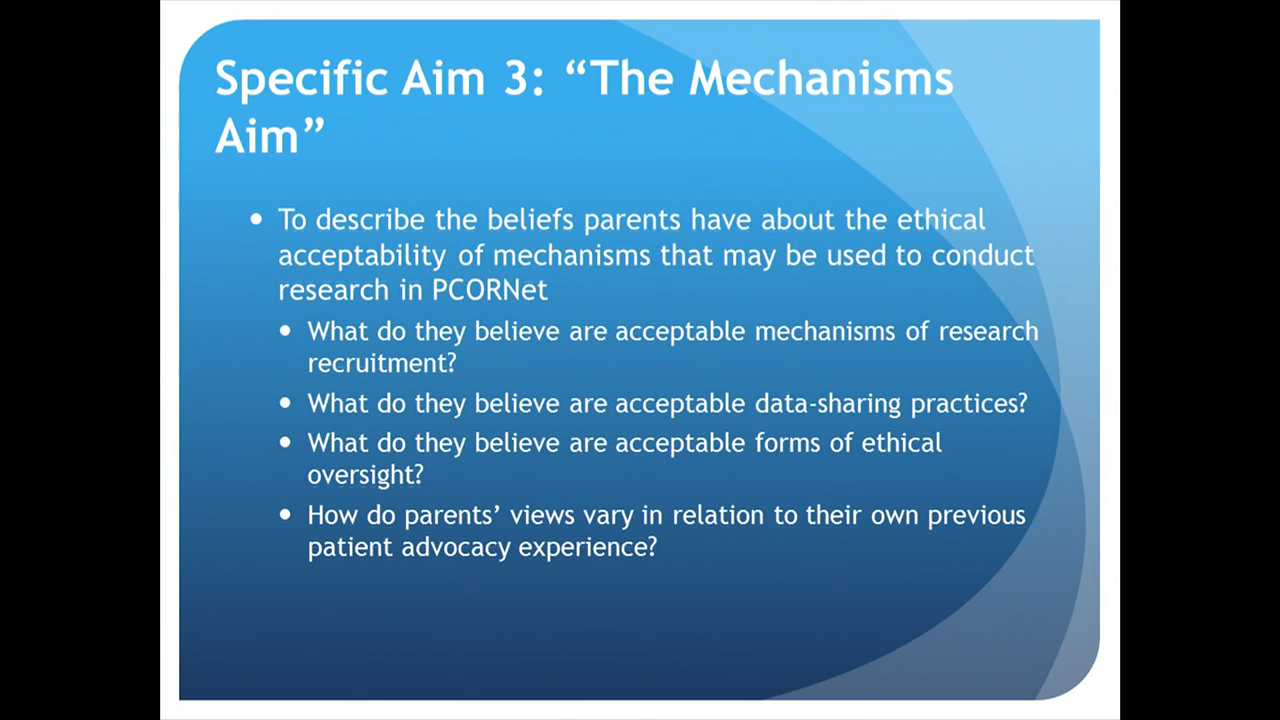 Specific Aim 3: “The Mechanisms
Aim”
• To describe the beliefs parents have about the ethical
acceptability of mechanisms that may be used to conduct
research in PCORNet
• What do they believe are acceptable mechanisms of research
recruitment?
• What do they believe are acceptable data-sharing practices?
• What do they believe are acceptable forms of ethical
oversight?
• How do parents’ views vary in relation to their own previous
patient advocacy experience?